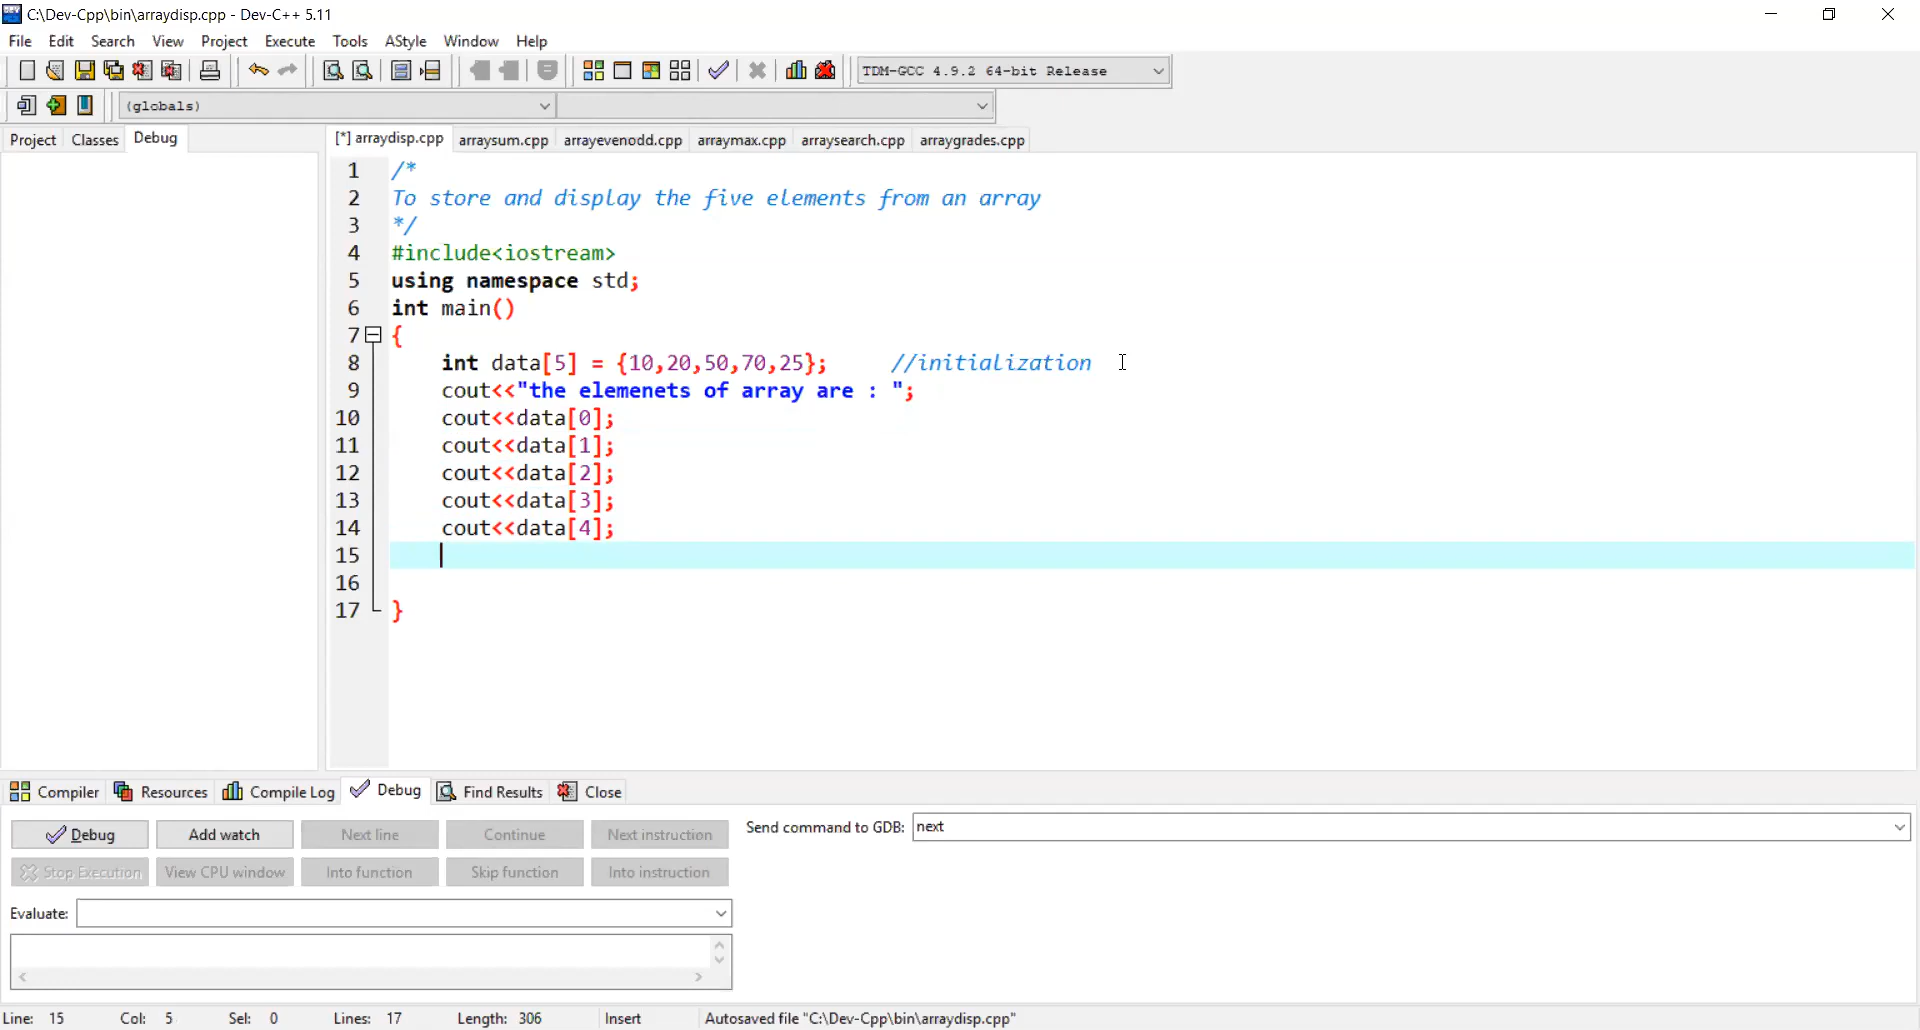 C:\Dev-Cpp\bin\arraydisp.cpp - Dev-C++ 5.11
File Edit Search View Project Execute Tools AStyle Window Help
TDM-GCC 4.9.2 64-bit Release
(globals)
Project Classes Debug
[*] arraydisp.cpp arraysum.cpp arrayevenodd.cpp arraymax.cpp arraysearch.cpp arraygrades.cpp
1 /*
2 To store and display the five elements from an array
3 */
4 #include<iostream>
5 using namespace std;
6 int main()
7 {
8 int data[5] = {10,20,50,70,25}; //initialization
9 cout<<"the elemenets of array are : ";
10 cout<<data[0];
11 cout<<data[1];
12 cout<<data[2];
13 cout<<data[3];
14 cout<<data[4];
15
16
17 }
Compiler Resources Compile Log Debug Find Results Close
Debug Add watch Next line Continue Next instruction Send command to GDB: next
Stop Execution View CPU window Into function Skip function Into instruction
Evaluate:
Line: 15 Col: 5 Sel: 0 Lines: 17 Length: 306 Insert Autosaved file "C:\Dev-Cpp\bin\arraydisp.cpp"